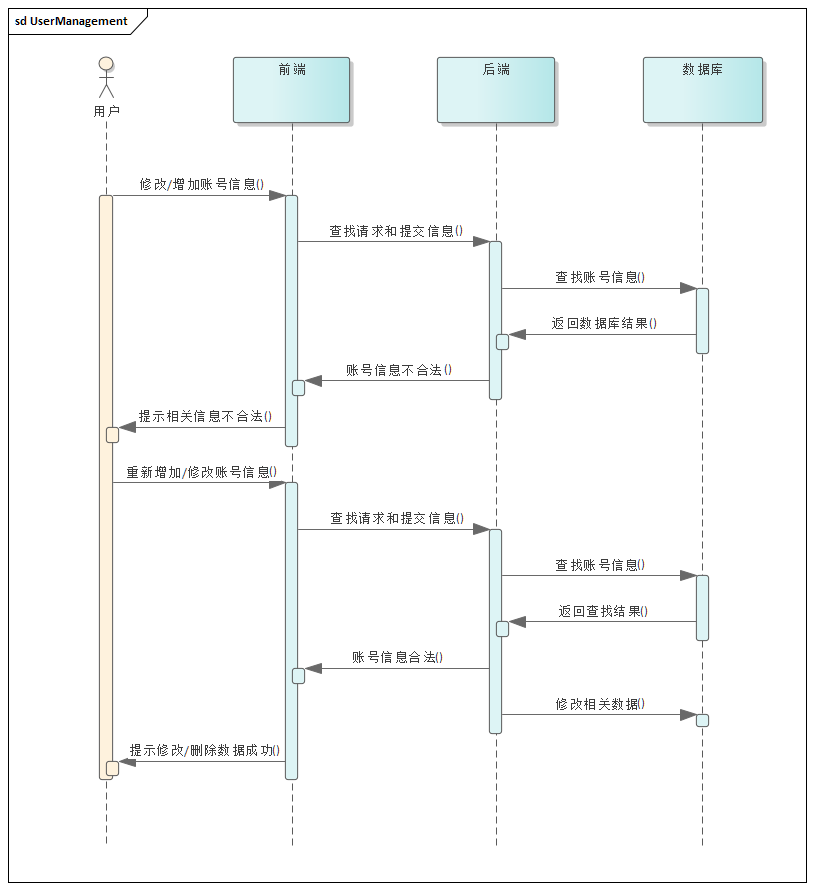 sd UserManagement
用户
前端
后端
数据库
修改/增加账号信息()
查找请求和提交信息()
查找账号信息()
返回数据库结果()
账号信息不合法()
提示相关信息不合法()
重新增加/修改账号信息()
查找请求和提交信息()
查找账号信息()
返回查找结果()
账号信息合法()
修改相关数据()
提示修改/删除数据成功()